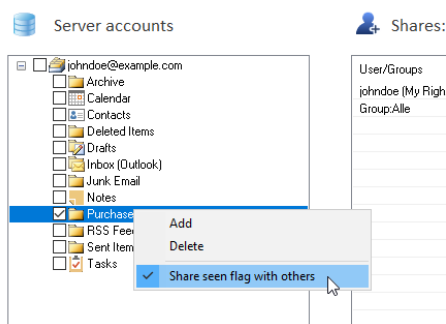 Server accounts
Shares:
johndoe@example.com
Archive
Calendar
Contacts
Deleted Items
Drafts
Inbox (Outlook)
Junk Email
Notes
Purchase
RSS Fee
Sent Item
Tasks
Add
Delete
Share seen flag with others
User/Groups
johndoe (My Righ
Group:Alle